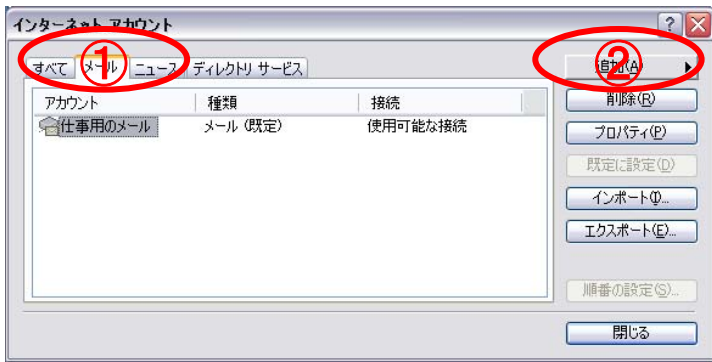 インターネット アカウント
すべて メール ニュース ディレクトリ サービス
①
②
追加(A)
アカウント 種類 接続
仕事用のメール メール (既定) 使用可能な接続
削除(R)
プロパティ(P)
既定に設定(D)
インポート(I)...
エクスポート(E)...
順番の設定(S)...
閉じる